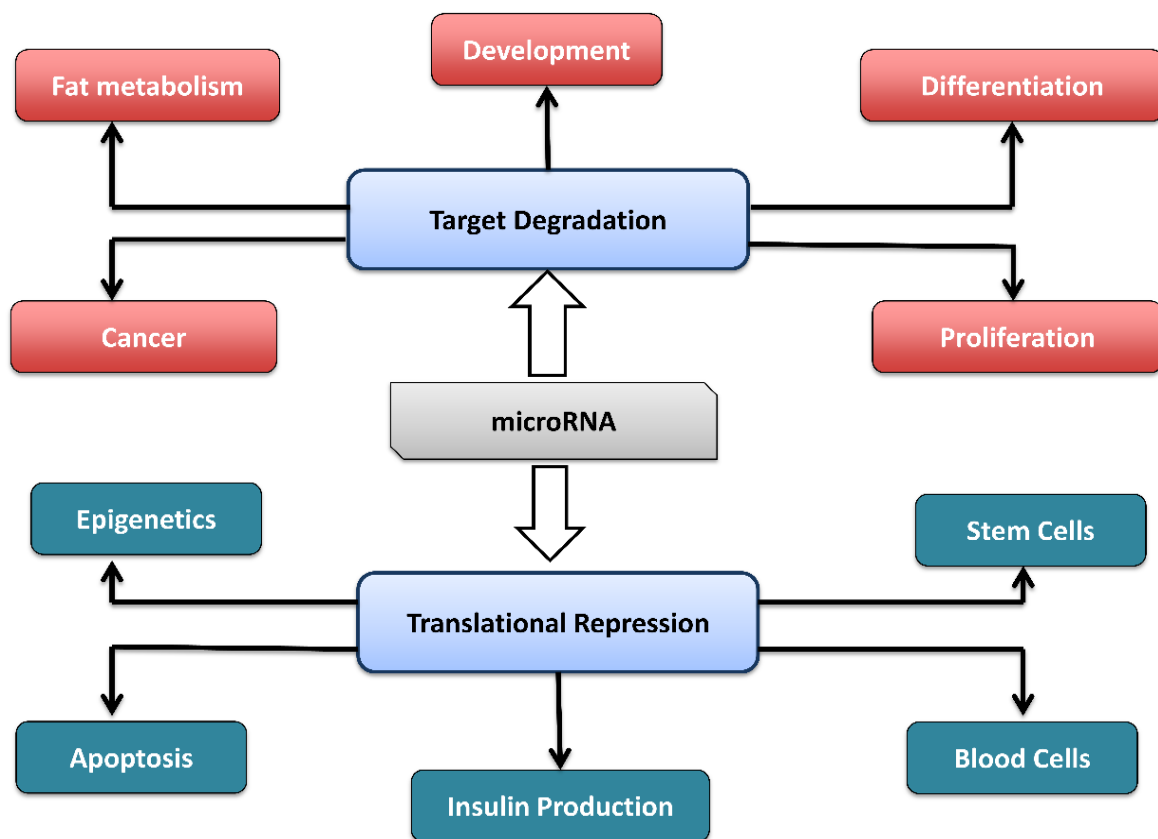 Development
Fat metabolism
Differentiation
Target Degradation
Cancer
Proliferation
microRNA
Epigenetics
Stem Cells
Translational Repression
Apoptosis
Blood Cells
Insulin Production